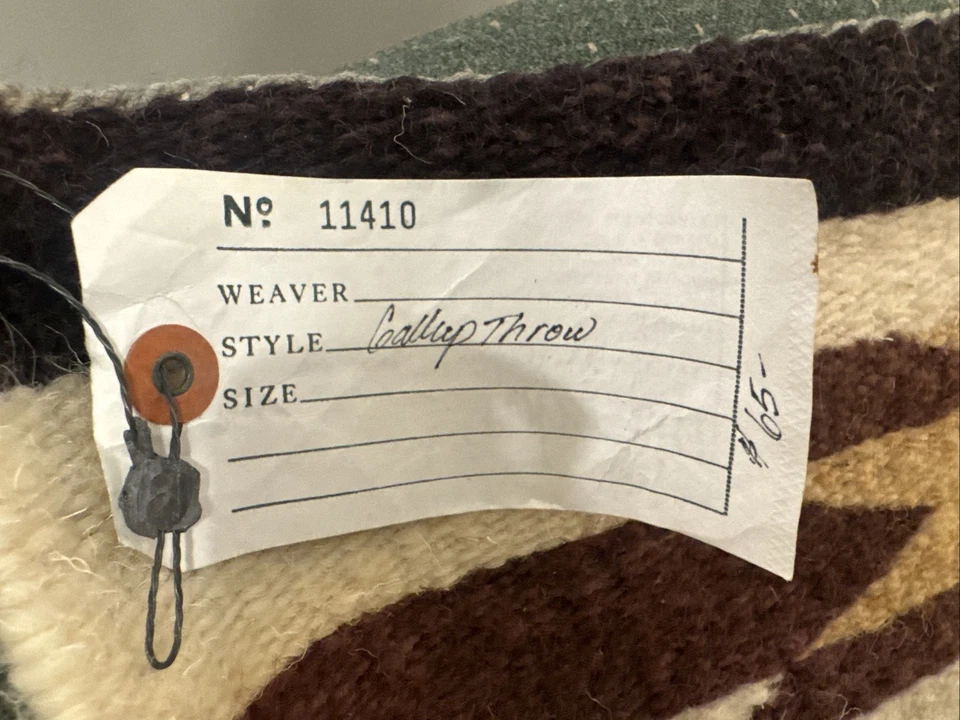 Nº 11410
WEAVER
STYLE Gallup Throw
SIZE
$65-